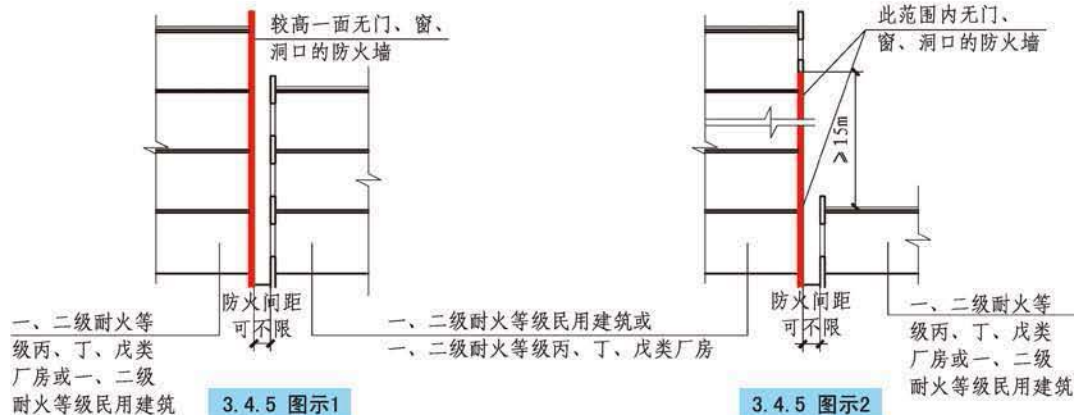 较高一面无门、窗、
洞口的防火墙
此范围内无门、
窗、洞口的防火墙
≥15m
防火间距
可不限
防火间距
可不限
一、二级耐火等
级丙、丁、戊类
厂房或一、二级
耐火等级民用建筑
一、二级耐火等级民用建筑或
一、二级耐火等级丙、丁、戊类厂房
一、二级耐火等
级丙、丁、戊类
厂房或一、二级
耐火等级民用建筑
3.4.5 图示1
3.4.5 图示2